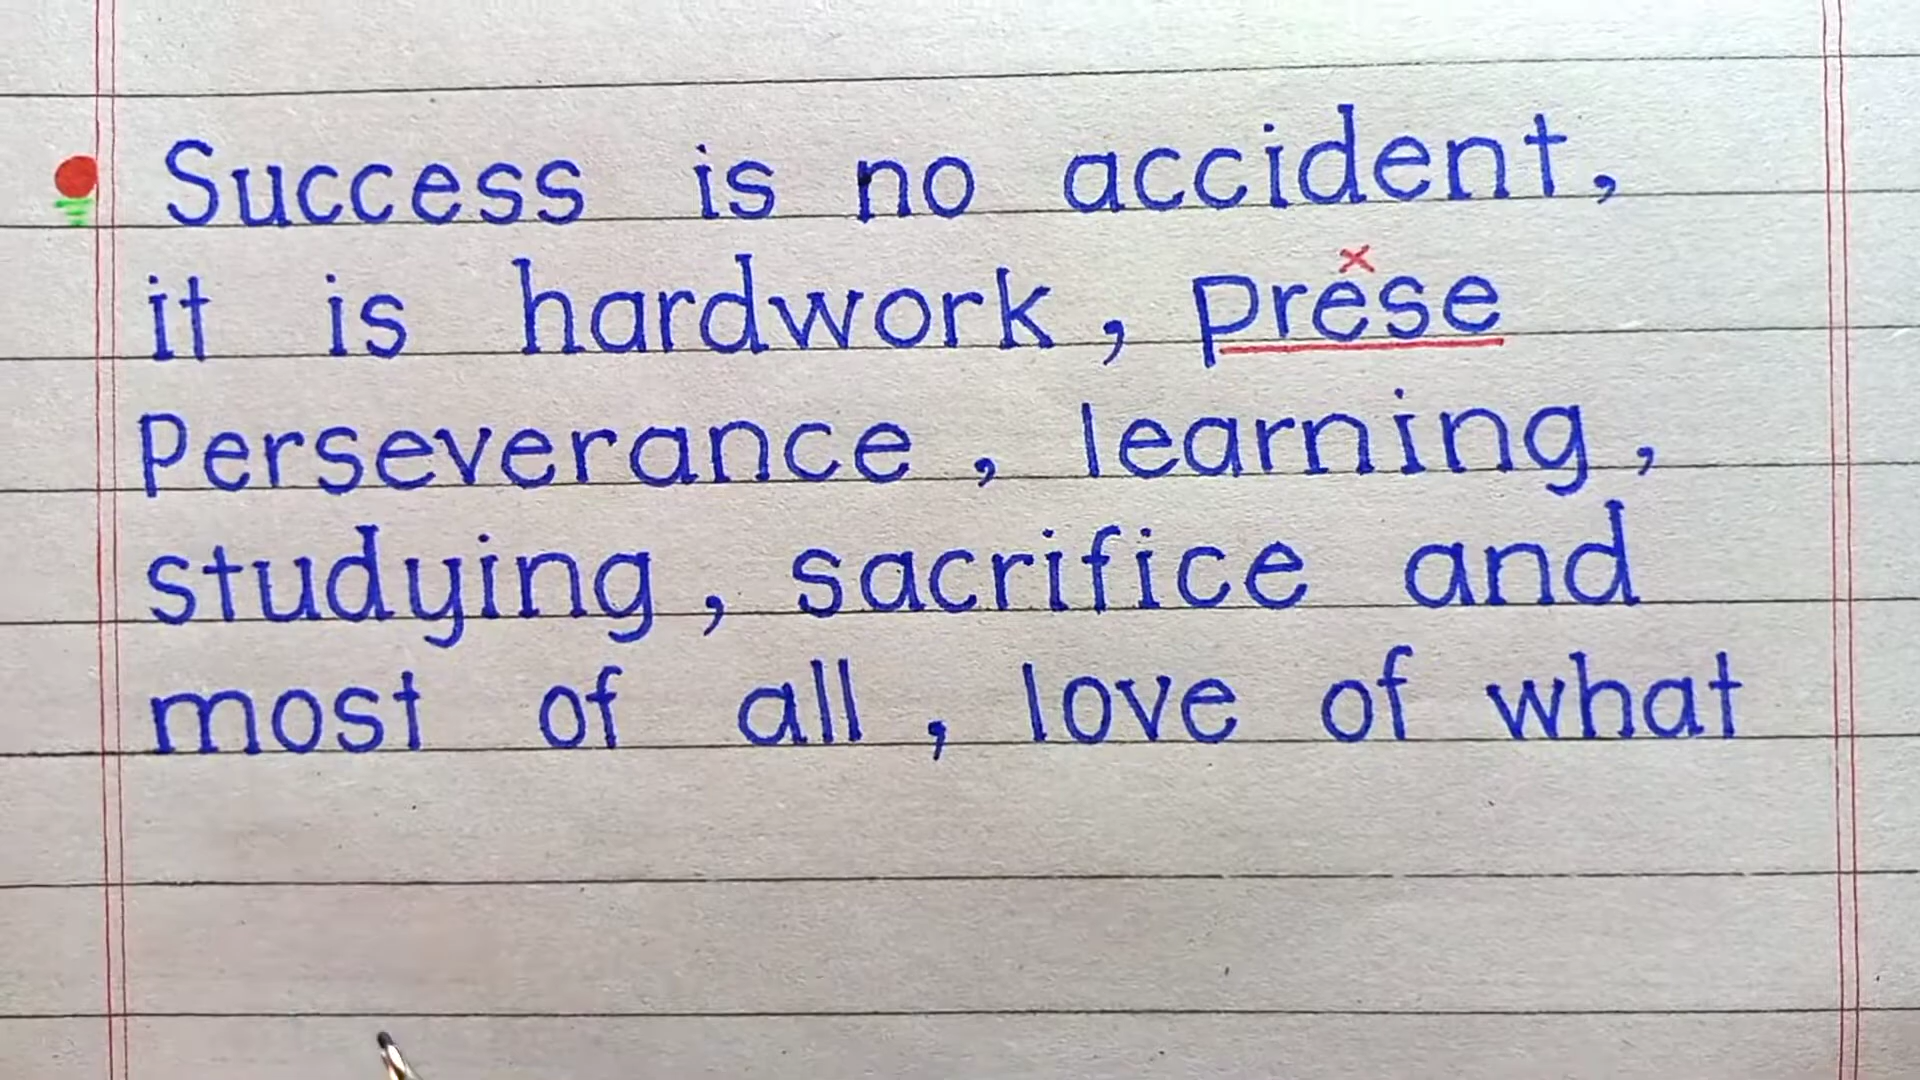 Success is no accident,
it is hardwork, prese
Perseverance, learning,
studying, sacrifice and
most of all, love of what